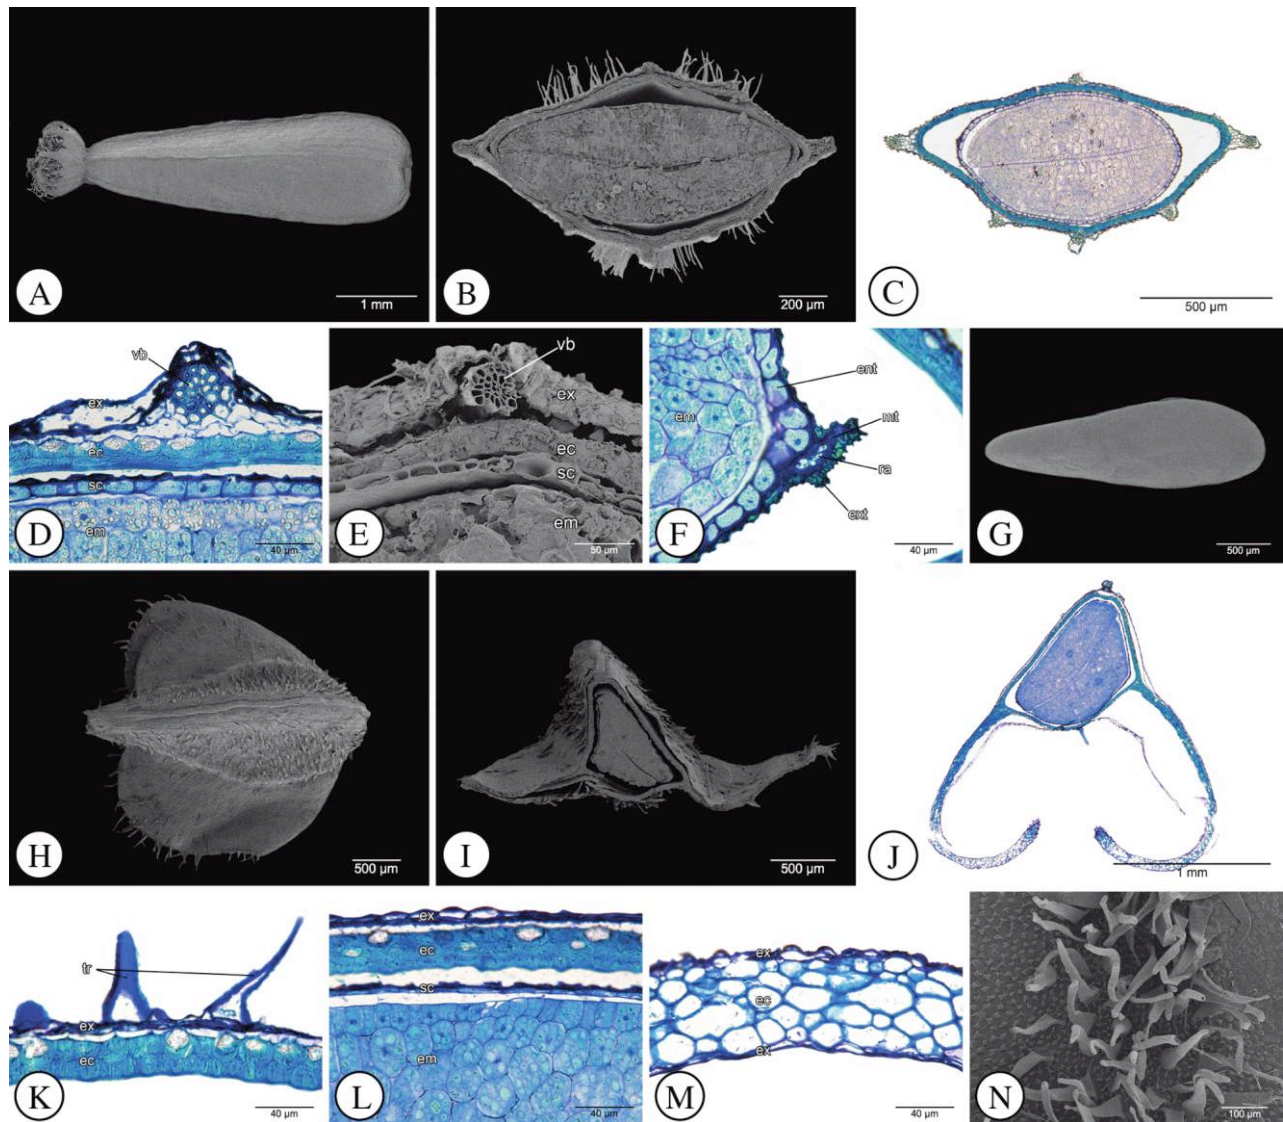 A
1 mm
B
200 µm
C
500 µm
vb
ex
ec
sc
em
D
40 µm
vb
ex
ec
sc
em
E
50 µm
ent
em
mt
ra
ext
F
40 µm
G
500 µm
H
500 µm
I
500 µm
J
1 mm
tr
ex
ec
K
40 µm
ex
ec
sc
em
L
40 µm
ex
ec
ex
M
40 µm
N
100 µm